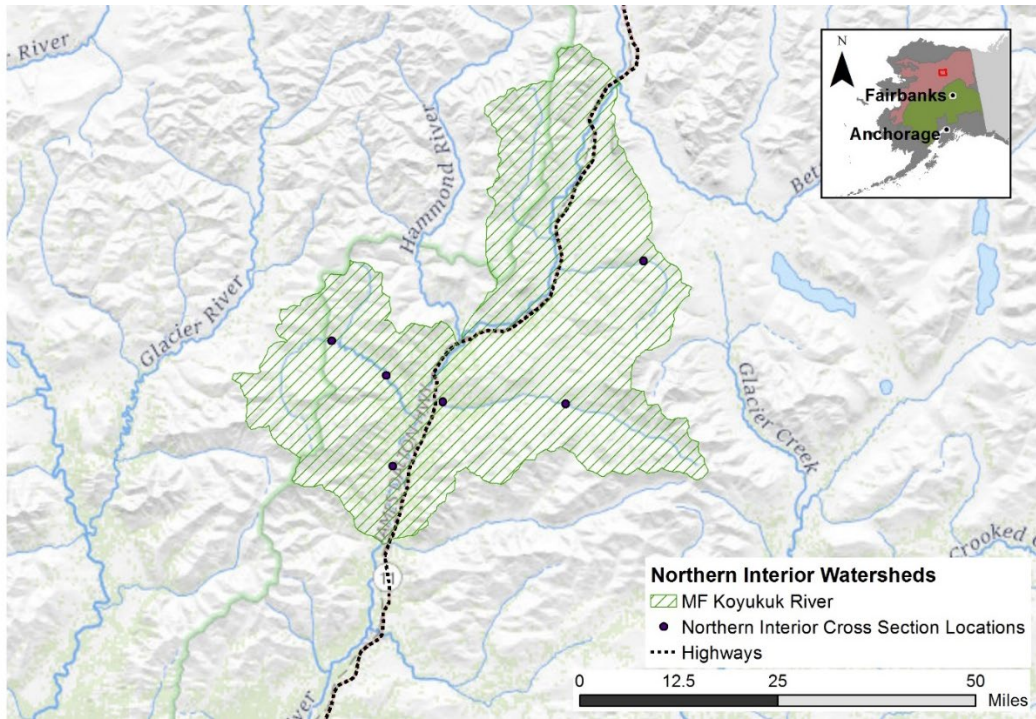 River
Hammond River
Glacier River
Bet
Glacier Creek
Crooked
River
11
N
Fairbanks
Anchorage
Northern Interior Watersheds
MF Koyukuk River
Northern Interior Cross Section Locations
Highways
0 12.5 25 50
Miles